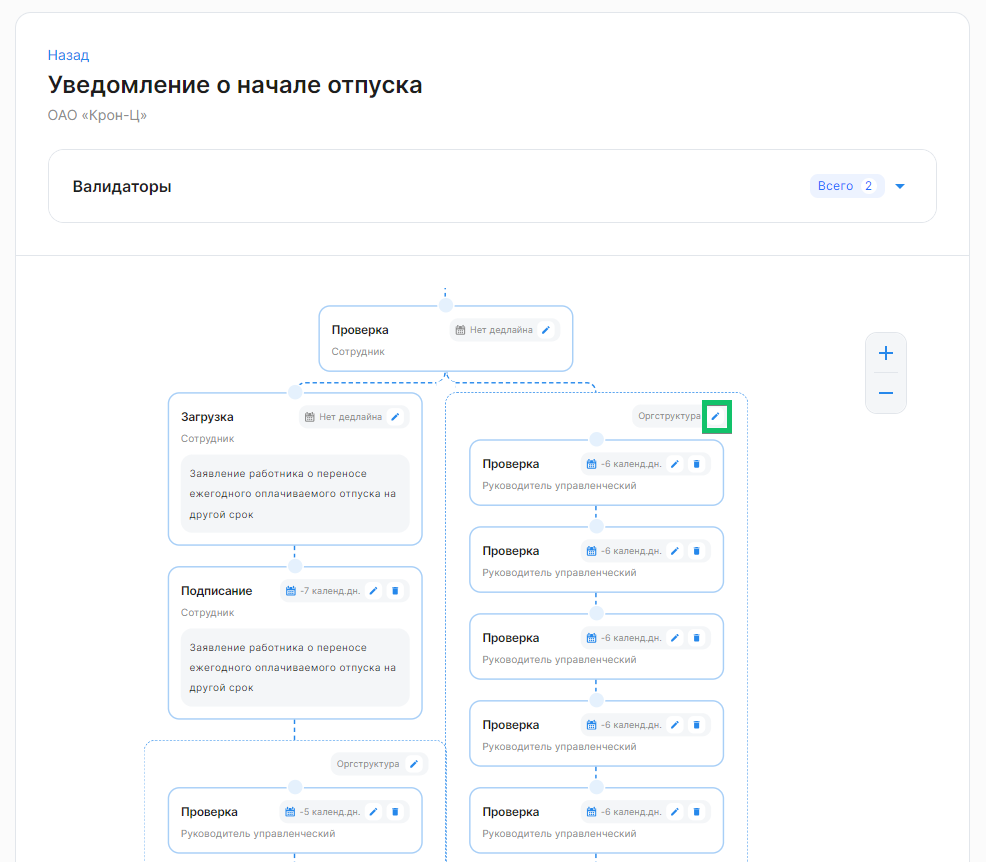 Назад
Уведомление о начале отпуска
ОАО «Крон-Ц»
Валидаторы
Всего 2
Проверка
Нет дедлайна
Сотрудник
Загрузка
Нет дедлайна
Сотрудник
Заявление работника о переносе
ежегодного оплачиваемого отпуска на
другой срок
Подписание
-7 календ.дн.
Сотрудник
Заявление работника о переносе
ежегодного оплачиваемого отпуска на
другой срок
Оргструктура
Проверка
-5 календ.дн.
Руководитель управленческий
Оргструктура
Проверка
-6 календ.дн.
Руководитель управленческий
Проверка
-6 календ.дн.
Руководитель управленческий
Проверка
-6 календ.дн.
Руководитель управленческий
Проверка
-6 календ.дн.
Руководитель управленческий
Проверка
-6 календ.дн.
Руководитель управленческий